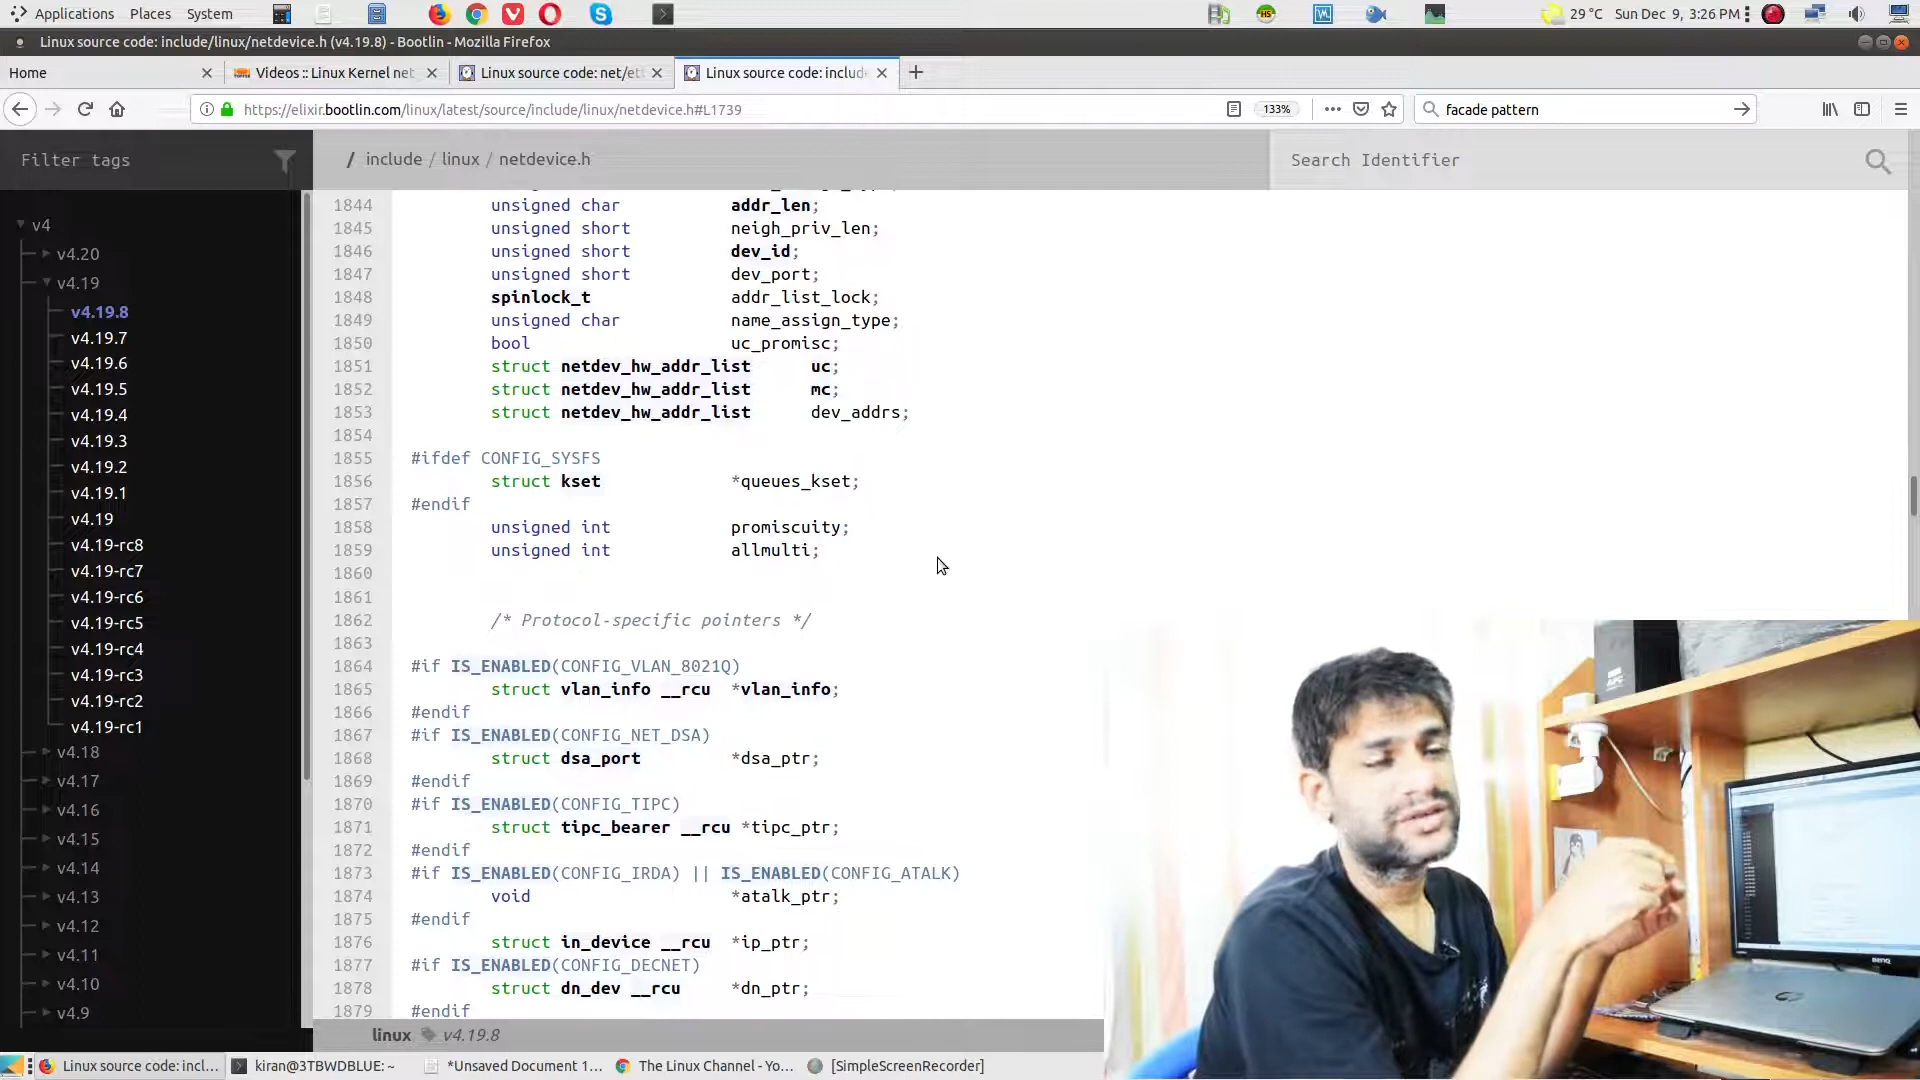 Applications Places System 29 °C Sun Dec 9, 3:26 PM
Linux source code: include/linux/netdevice.h (v4.19.8) - Bootlin - Mozilla Firefox
Home Videos :: Linux Kernel net Linux source code: net/et Linux source code: includ
https://elixir.bootlin.com/linux/latest/source/include/linux/netdevice.h#L1739 133% facade pattern
Filter tags / include / linux / netdevice.h Search Identifier
v4
v4.20
v4.19
v4.19.8
v4.19.7
v4.19.6
v4.19.5
v4.19.4
v4.19.3
v4.19.2
v4.19.1
v4.19
v4.19-rc8
v4.19-rc7
v4.19-rc6
v4.19-rc5
v4.19-rc4
v4.19-rc3
v4.19-rc2
v4.19-rc1
v4.18
v4.17
v4.16
v4.15
v4.14
v4.13
v4.12
v4.11
v4.10
v4.9
1844 unsigned char addr_len;
1845 unsigned short neigh_priv_len;
1846 unsigned short dev_id;
1847 unsigned short dev_port;
1848 spinlock_t addr_list_lock;
1849 unsigned char name_assign_type;
1850 bool uc_promisc;
1851 struct netdev_hw_addr_list uc;
1852 struct netdev_hw_addr_list mc;
1853 struct netdev_hw_addr_list dev_addrs;
1854
1855 #ifdef CONFIG_SYSFS
1856 struct kset *queues_kset;
1857 #endif
1858 unsigned int promiscuity;
1859 unsigned int allmulti;
1860
1861
1862 /* Protocol-specific pointers */
1863
1864 #if IS_ENABLED(CONFIG_VLAN_8021Q)
1865 struct vlan_info __rcu *vlan_info;
1866 #endif
1867 #if IS_ENABLED(CONFIG_NET_DSA)
1868 struct dsa_port *dsa_ptr;
1869 #endif
1870 #if IS_ENABLED(CONFIG_TIPC)
1871 struct tipc_bearer __rcu *tipc_ptr;
1872 #endif
1873 #if IS_ENABLED(CONFIG_IRDA) || IS_ENABLED(CONFIG_ATALK)
1874 void *atalk_ptr;
1875 #endif
1876 struct in_device __rcu *ip_ptr;
1877 #if IS_ENABLED(CONFIG_DECNET)
1878 struct dn_dev __rcu *dn_ptr;
1879 #endif
linux v4.19.8
APC
BenQ
hp
Linux source code: incl... kiran@3TBWDBLUE: ~ *Unsaved Document 1... The Linux Channel - Yo... [SimpleScreenRecorder]